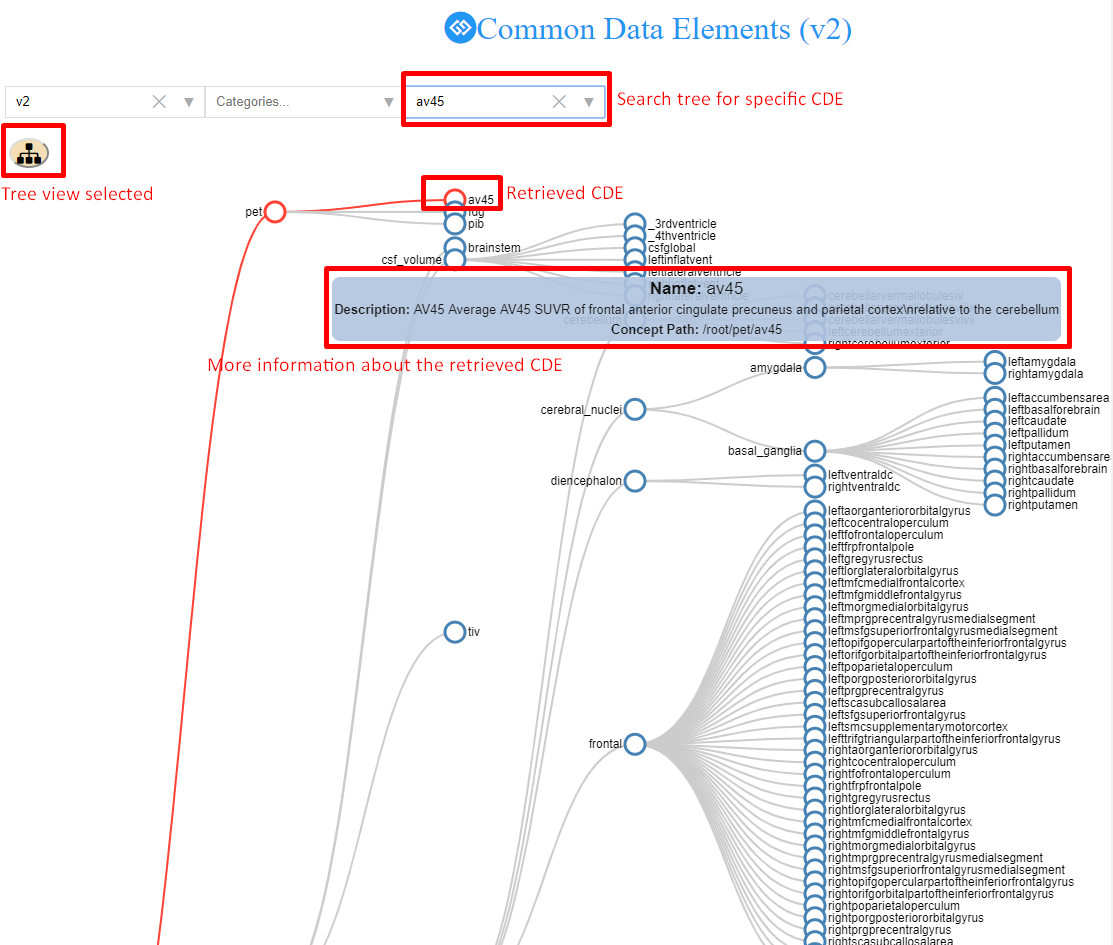 Common Data Elements (v2)
v2
Categories...
av45
Search tree for specific CDE
Tree view selected
Retrieved CDE
pet
av45
fdg
pib
brainstem
csf_volume
_3rdventricle
_4thventricle
csfglobal
leftinflatvent
leftlateralventricle
Name: av45
Description: AV45 Average AV45 SUVR of frontal anterior cingulate precuneus and parietal cortex\nrelative to the cerebellum
Concept Path: /root/pet/av45
rightlateralventricle
cerebellum
cerebellarvermallobulesiv
cerebellarvermallobulesviii
leftcerebellumexterior
rightcerebellumexterior
More information about the retrieved CDE
amygdala
leftamygdala
rightamygdala
cerebral_nuclei
basal_ganglia
leftaccumbensarea
leftbasalforebrain
leftcaudate
leftpallidum
leftputamen
rightaccumbensare
rightbasalforebrain
rightcaudate
rightpallidum
rightputamen
diencephalon
leftventraldc
rightventraldc
tiv
frontal
leftaorganteriororbitalgyrus
leftcocentraloperculum
leftfofrontaloperculum
leftfrpfrontalpole
leftgregyrusrectus
leftlorglateralorbitalgyrus
leftmfcmedialfrontalcortex
leftmfgmiddlefrontalgyrus
leftmorgmedialorbitalgyrus
leftmprgprecentralgyrusmedialsegment
leftmsfgsuperiorfrontalgyrusmedialsegment
leftopifgopercularpartoftheinferiorfrontalgyrus
leftorifgorbitalpartoftheinferiorfrontalgyrus
leftpoparietaloperculum
leftporgposteriororbitalgyrus
leftprgprecentralgyrus
leftscasubcallosalarea
leftsfgsuperiorfrontalgyrus
leftsmcsupplementarymotorcortex
lefttrifgtriangularpartoftheinferiorfrontalgyrus
rightaorganteriororbitalgyrus
rightcocentraloperculum
rightfofrontaloperculum
rightfrpfrontalpole
rightgregyrusrectus
rightlorglateralorbitalgyrus
rightmfcmedialfrontalcortex
rightmfgmiddlefrontalgyrus
rightmorgmedialorbitalgyrus
rightmprgprecentralgyrusmedialsegment
rightmsfgsuperiorfrontalgyrusmedialsegment
rightopifgopercularpartoftheinferiorfrontalgyrus
rightorifgorbitalpartoftheinferiorfrontalgyrus
rightpoparietaloperculum
rightporgposteriororbitalgyrus
rightprgprecentralgyrus
rightscasubcallosalarea